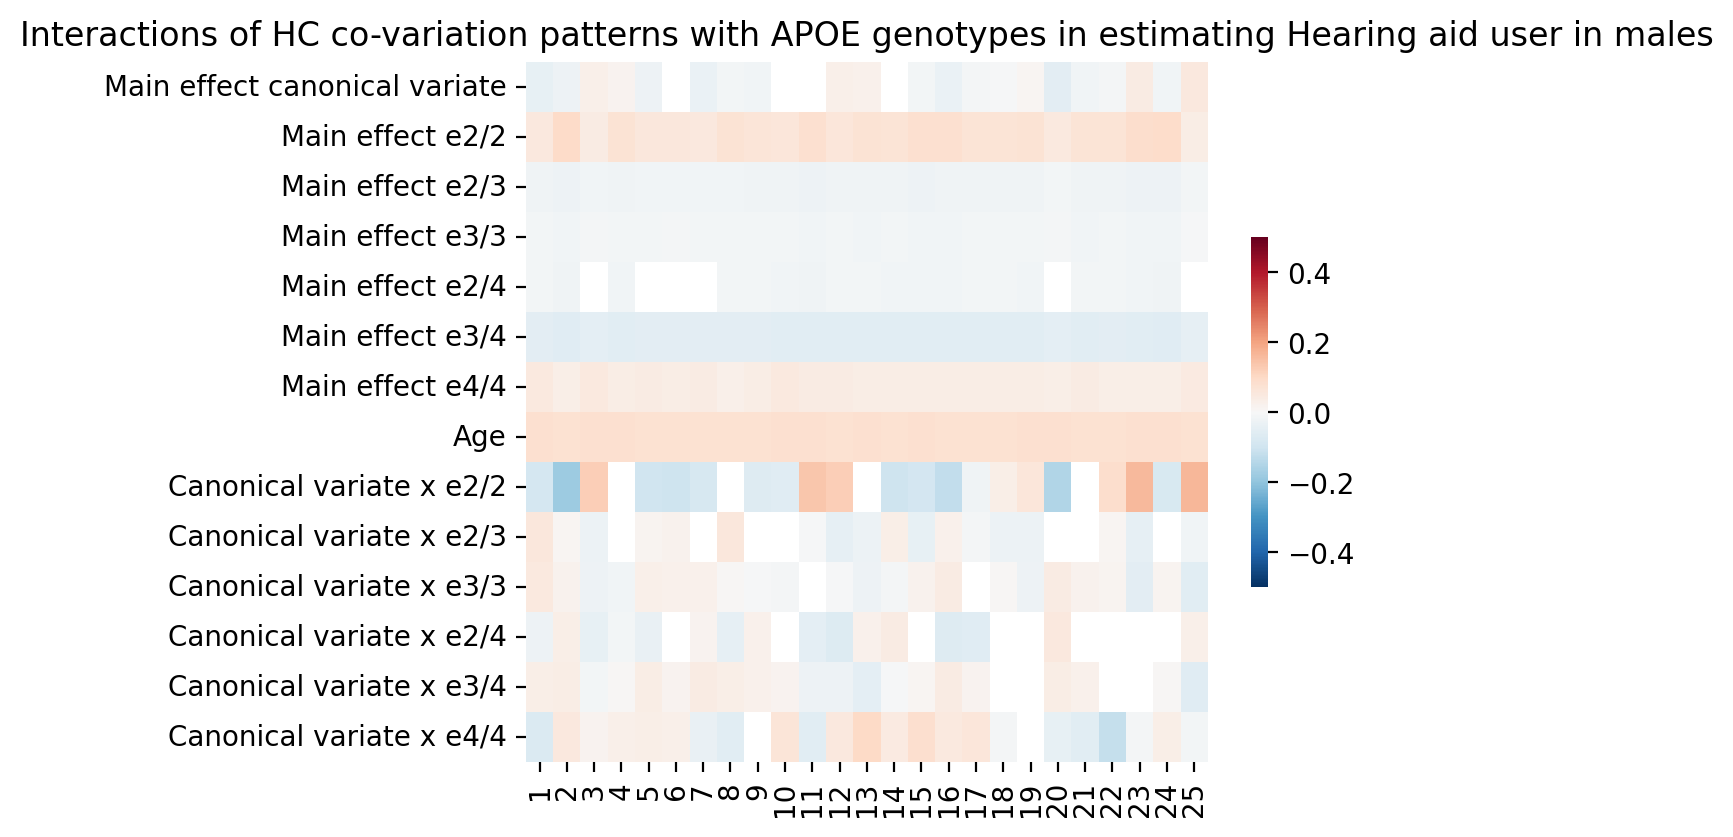 Interactions of HC co-variation patterns with APOE genotypes in estimating Hearing aid user in males
Main effect canonical variate
Main effect e2/2
Main effect e2/3
Main effect e3/3
Main effect e2/4
Main effect e3/4
Main effect e4/4
Age
Canonical variate x e2/2
Canonical variate x e2/3
Canonical variate x e3/3
Canonical variate x e2/4
Canonical variate x e3/4
Canonical variate x e4/4
1 2 3 4 5 6 7 8 9 10 11 12 13 14 15 16 17 18 19 20 21 22 23 24 25
0.4
0.2
0.0
−0.2
−0.4